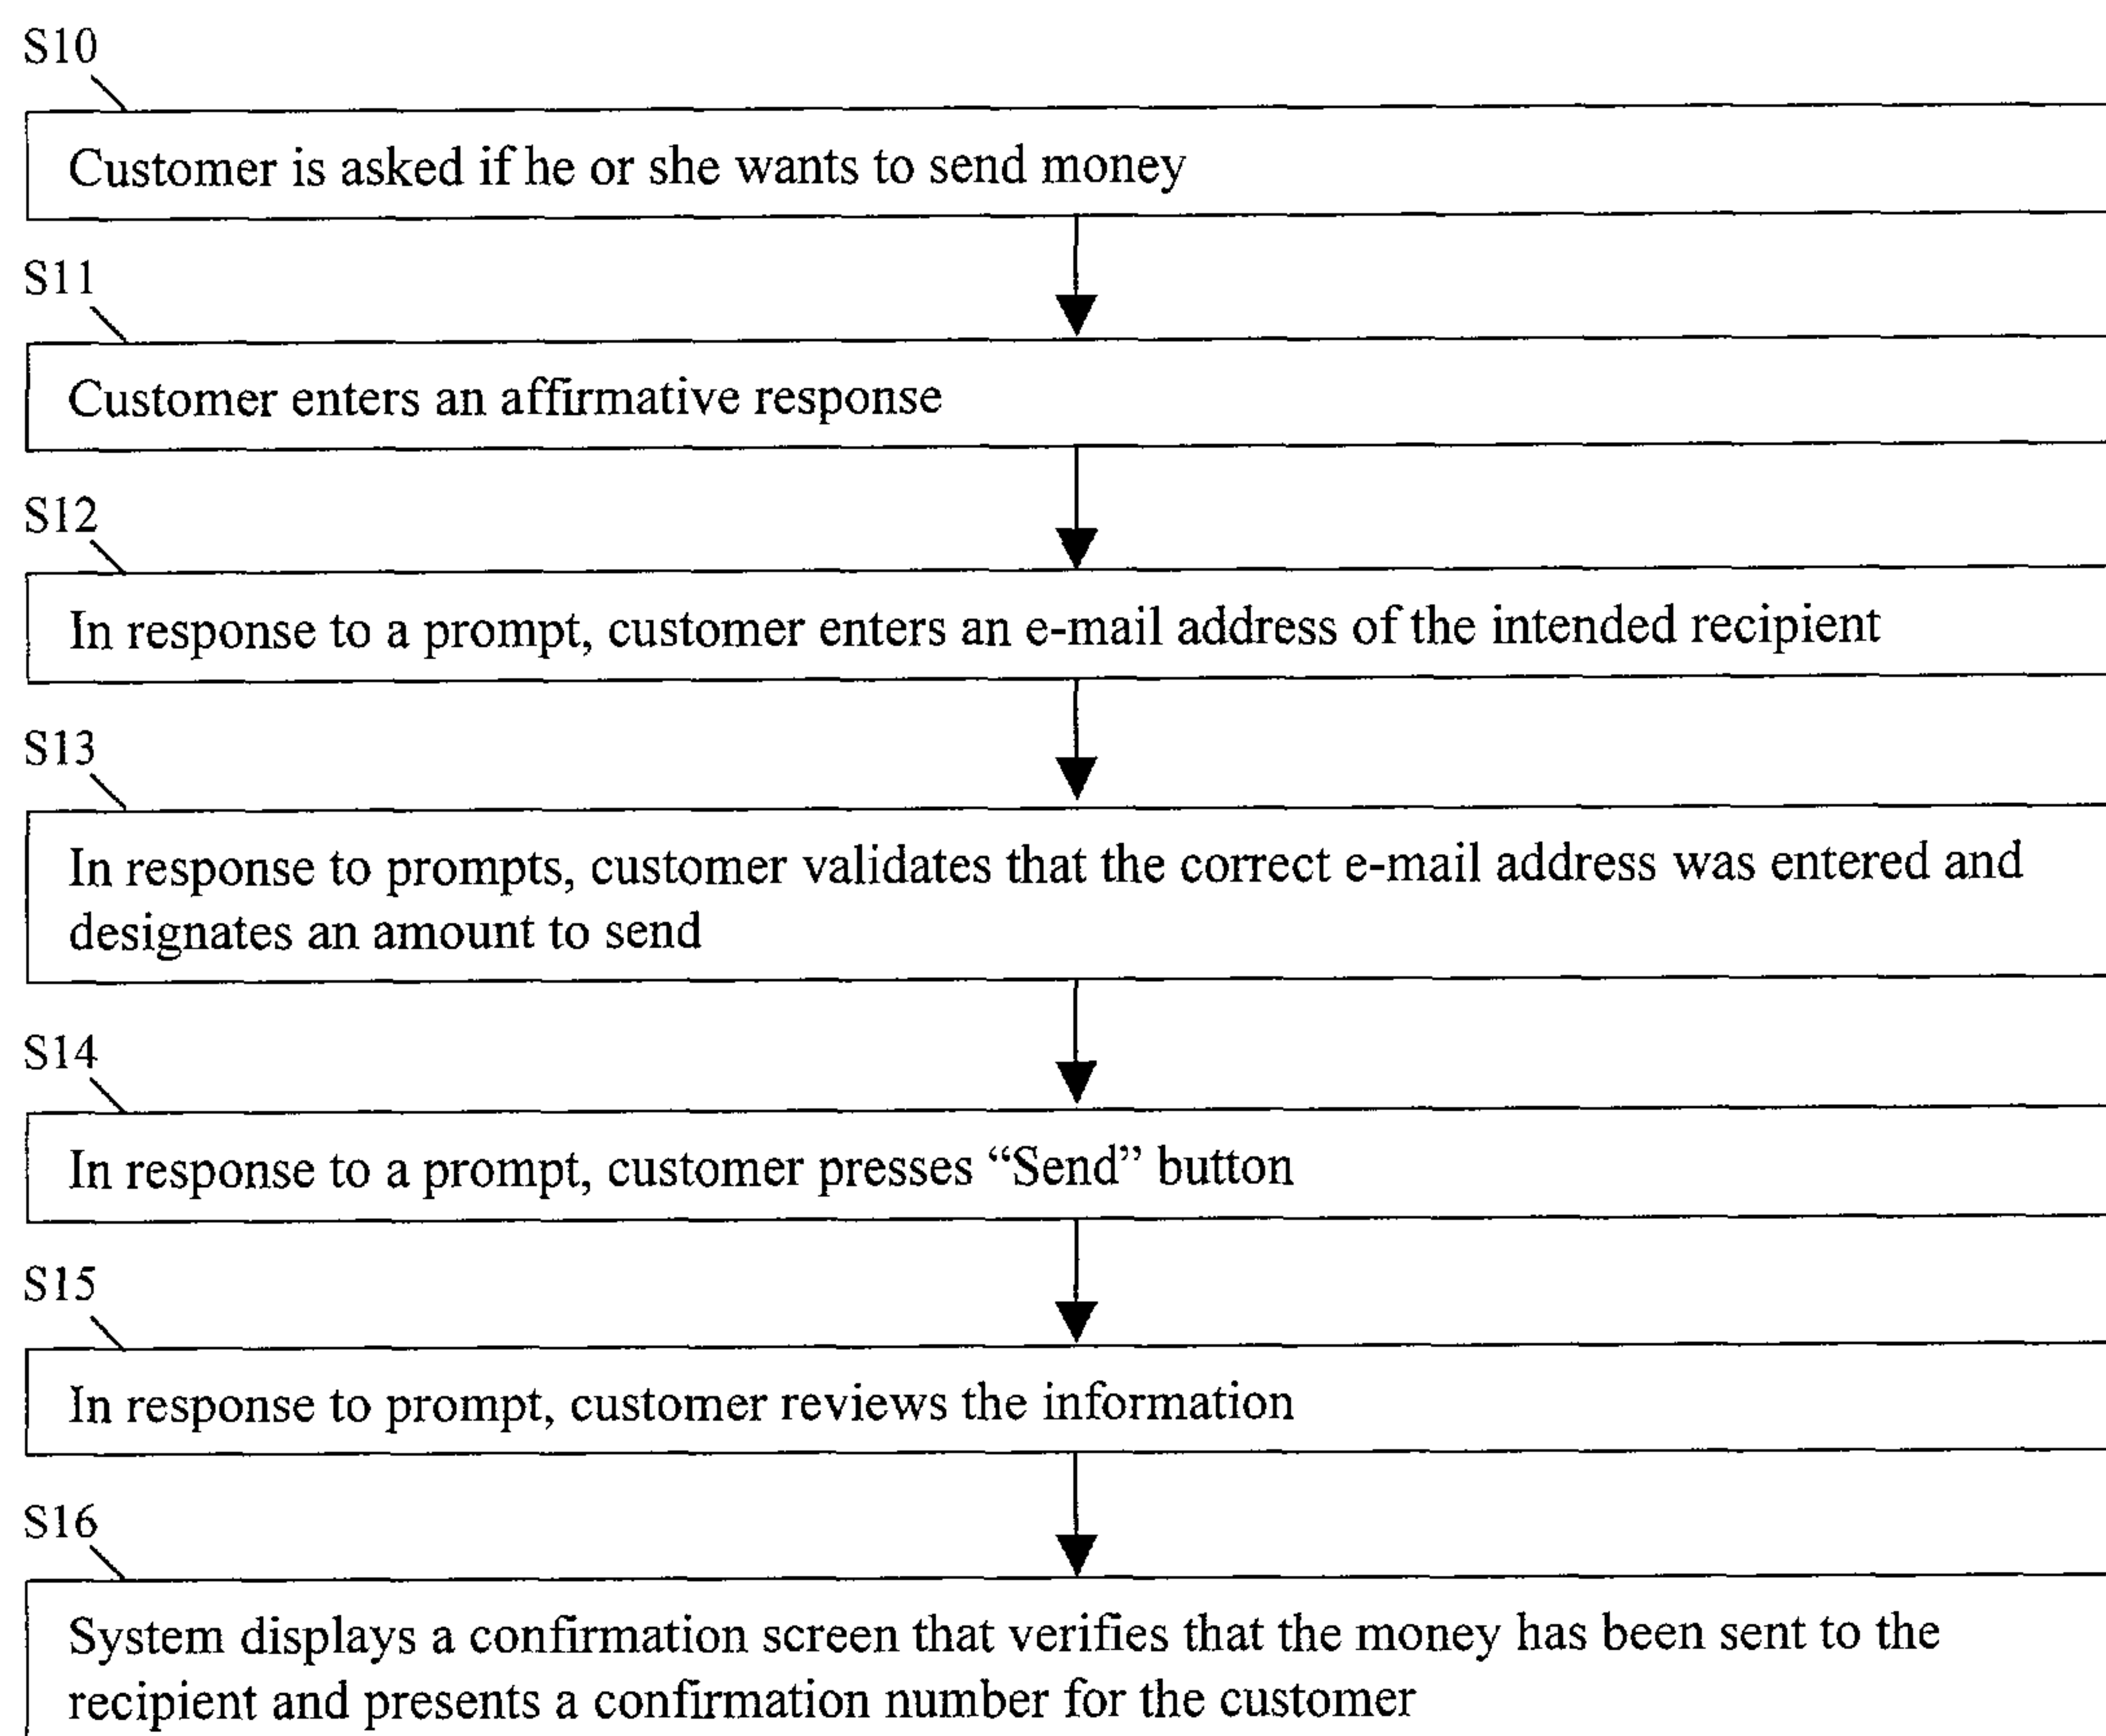 S10
Customer is asked if he or she wants to send money
S11
Customer enters an affirmative response
S12
In response to a prompt, customer enters an e-mail address of the intended recipient
S13
In response to prompts, customer validates that the correct e-mail address was entered and
designates an amount to send
S14
In response to a prompt, customer presses “Send” button
S15
In response to prompt, customer reviews the information
S16
System displays a confirmation screen that verifies that the money has been sent to the
recipient and presents a confirmation number for the customer